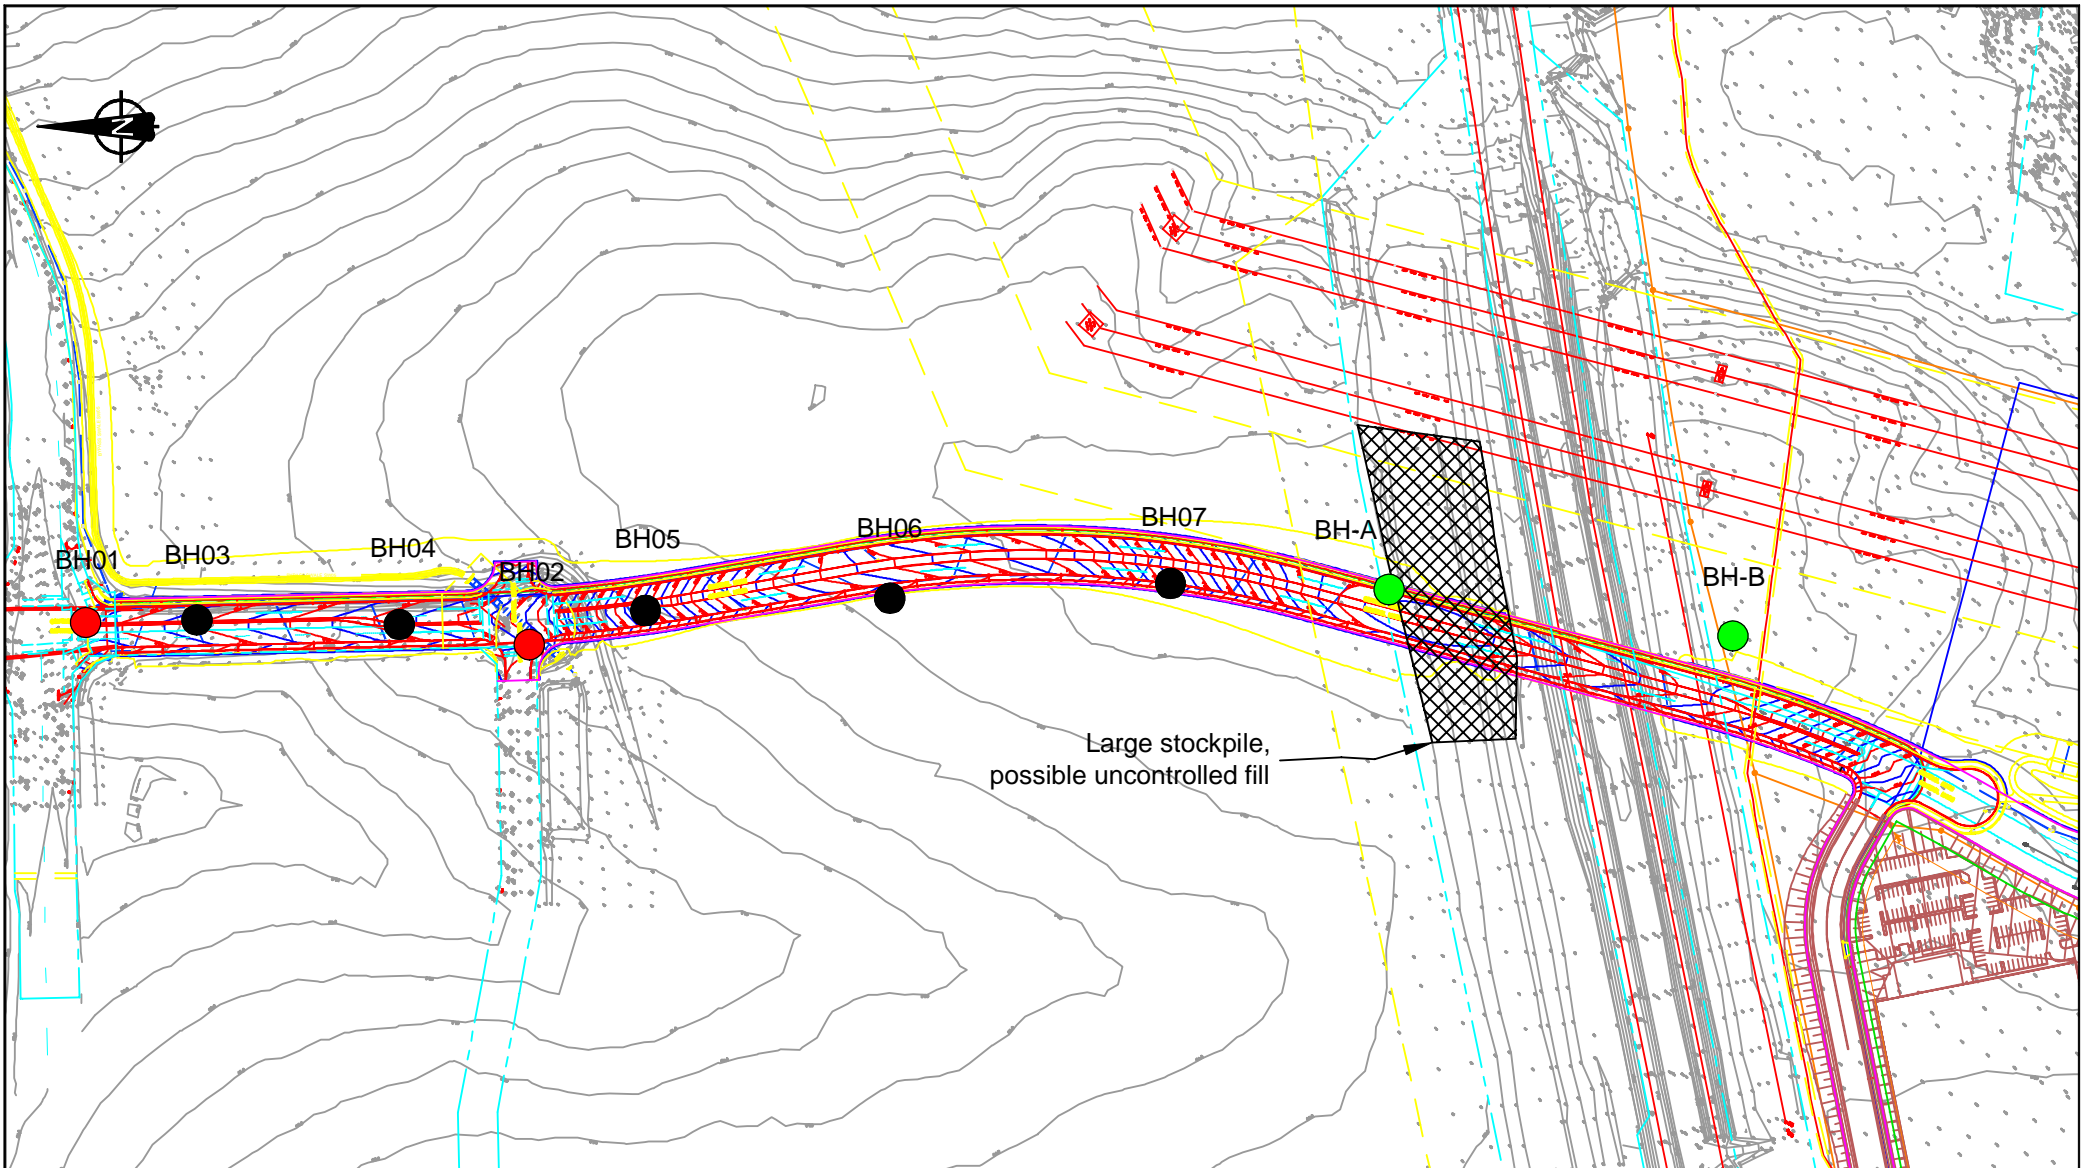 N
BH01
BH03
BH04
BH02
BH05
BH06
BH07
BH-A
BH-B
Large stockpile,
possible uncontrolled fill